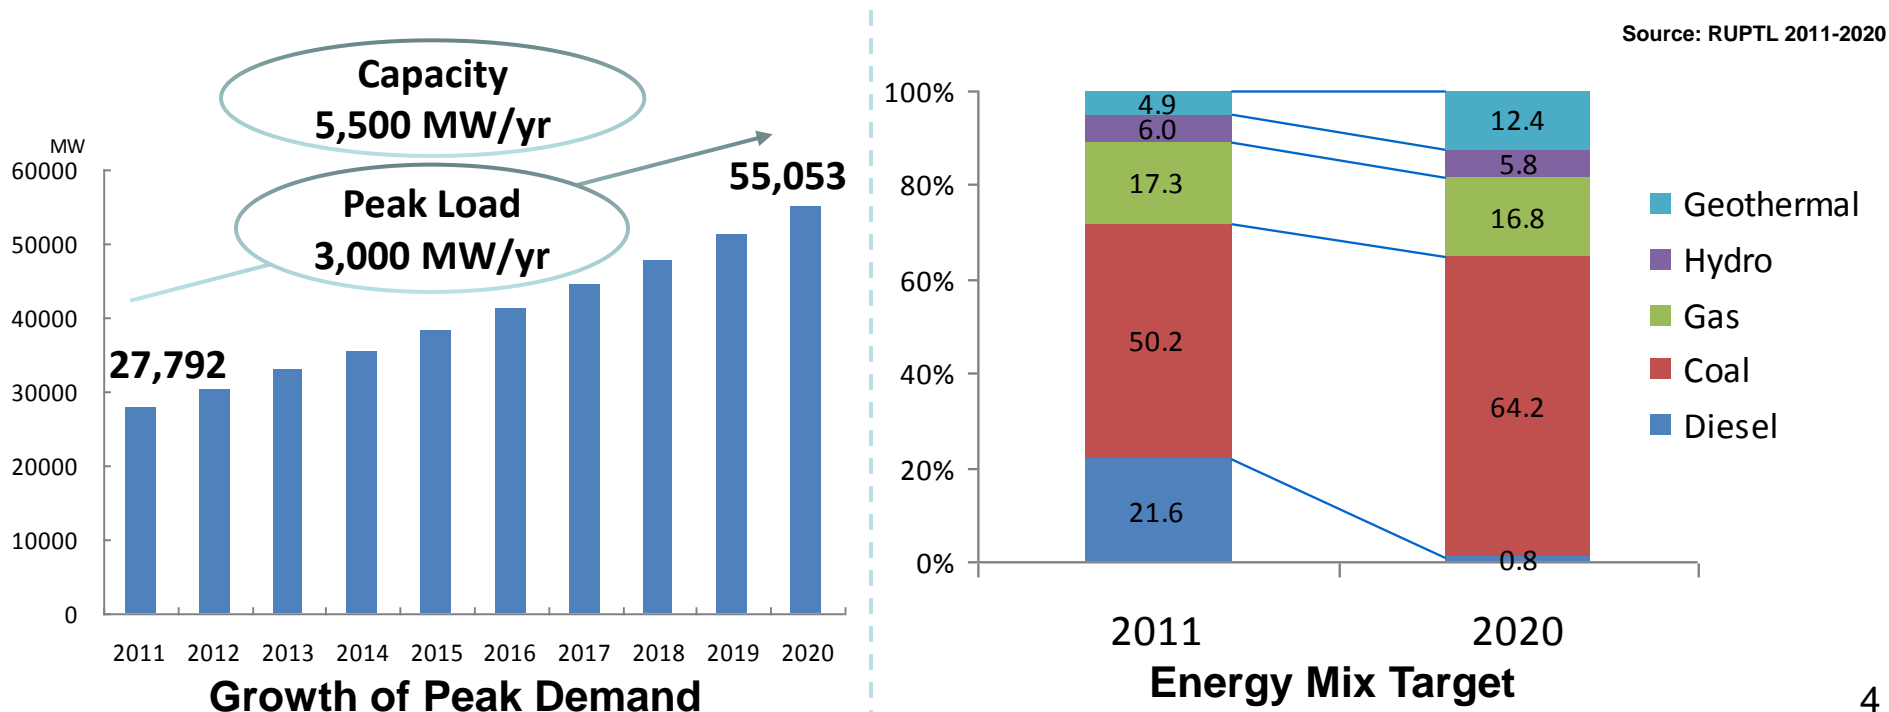 Source: RUPTL 2011-2020
Capacity
5,500 MW/yr
Peak Load
3,000 MW/yr
MW
60000
50000
40000
30000
20000
10000
0
27,792
55,053
2011 2012 2013 2014 2015 2016 2017 2018 2019 2020
Growth of Peak Demand
100%
80%
60%
40%
20%
0%
4.9
6.0
17.3
50.2
21.6
12.4
5.8
16.8
64.2
0.8
2011 2020
Geothermal
Hydro
Gas
Coal
Diesel
Energy Mix Target
4